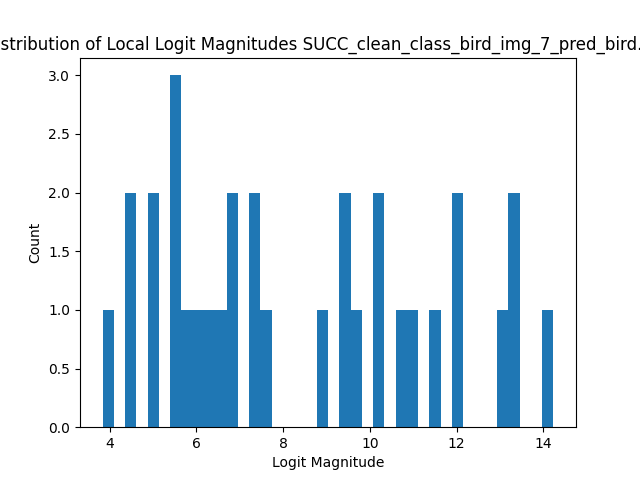 stribution of Local Logit Magnitudes SUCC_clean_class_bird_img_7_pred_bird.
3.0
2.5
2.0
1.5
1.0
0.5
0.0
Count
4 6 8 10 12 14
Logit Magnitude